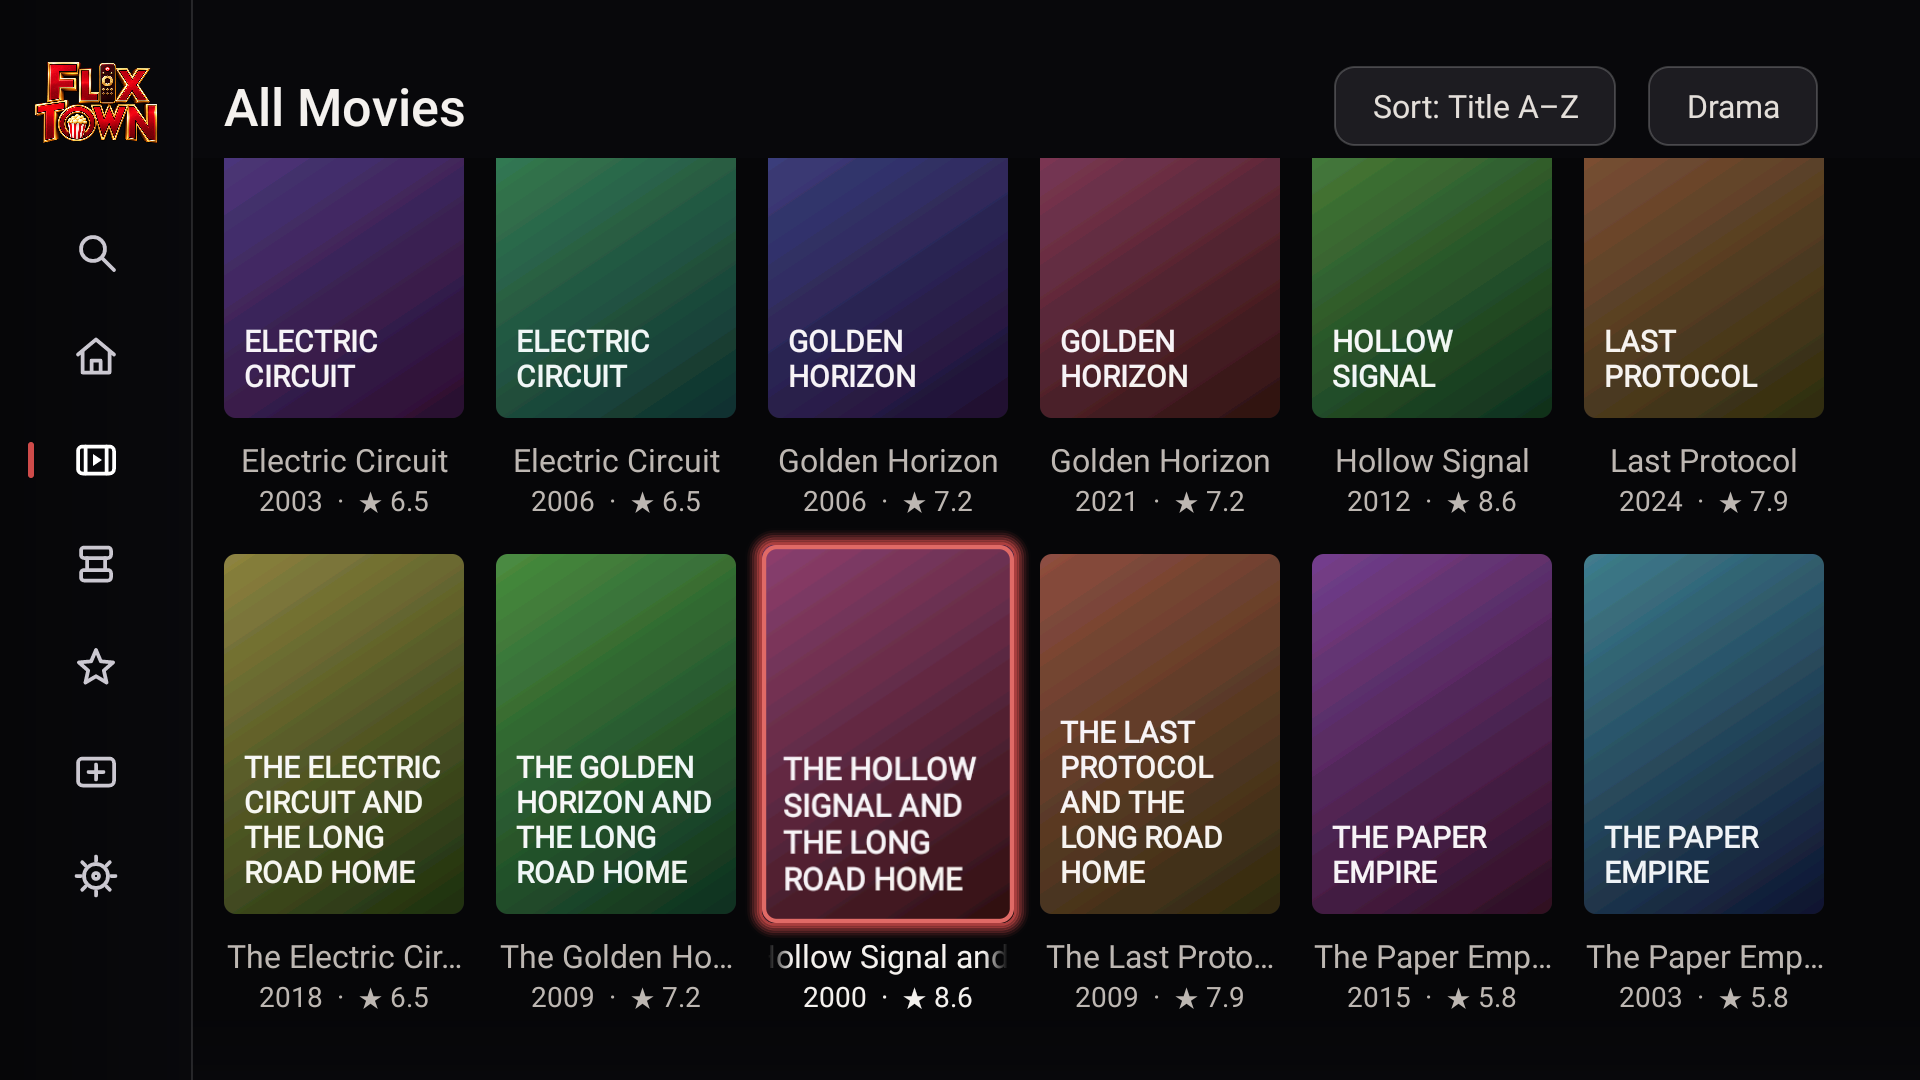 FLIX
TOWN
All Movies
Sort: Title A–Z
Drama
ELECTRIC
CIRCUIT
ELECTRIC
CIRCUIT
GOLDEN
HORIZON
GOLDEN
HORIZON
HOLLOW
SIGNAL
LAST
PROTOCOL
Electric Circuit
2003 · ★ 6.5
Electric Circuit
2006 · ★ 6.5
Golden Horizon
2006 · ★ 7.2
Golden Horizon
2021 · ★ 7.2
Hollow Signal
2012 · ★ 8.6
Last Protocol
2024 · ★ 7.9
THE ELECTRIC
CIRCUIT AND
THE LONG
ROAD HOME
THE GOLDEN
HORIZON AND
THE LONG
ROAD HOME
THE HOLLOW
SIGNAL AND
THE LONG
ROAD HOME
THE LAST
PROTOCOL
AND THE
LONG ROAD
HOME
THE PAPER
EMPIRE
THE PAPER
EMPIRE
The Electric Cir...
2018 · ★ 6.5
The Golden Ho...
2009 · ★ 7.2
ollow Signal and
2000 · ★ 8.6
The Last Proto...
2009 · ★ 7.9
The Paper Emp...
2015 · ★ 5.8
The Paper Emp...
2003 · ★ 5.8